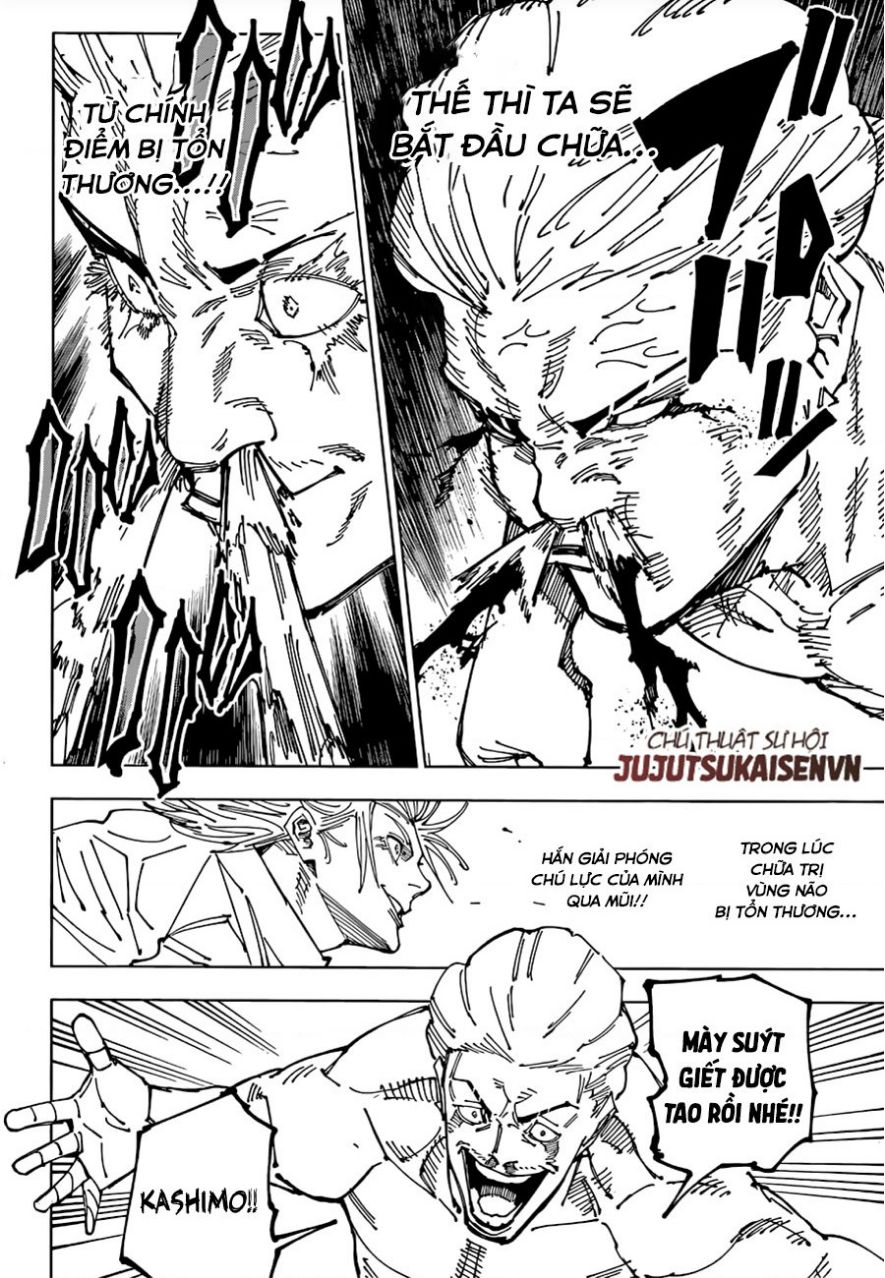 THẾ THÌ TA SẼ
BẮT ĐẦU CHỮA...
TỪ CHÍNH
ĐIỂM BỊ TỔN
THƯƠNG...!!
CHÚ THUẬT SƯ HỘI
JUJUTSUKAISENVN
TRONG LÚC
CHỮA TRỊ
VÙNG NÃO
BỊ TỔN THƯƠNG...
HẮN GIẢI PHÓNG
CHÚ LỰC CỦA MÌNH
QUA MŨI!!
MÀY SUÝT
GIẾT ĐƯỢC
TAO RỒI NHÉ!!
KASHIMO!!